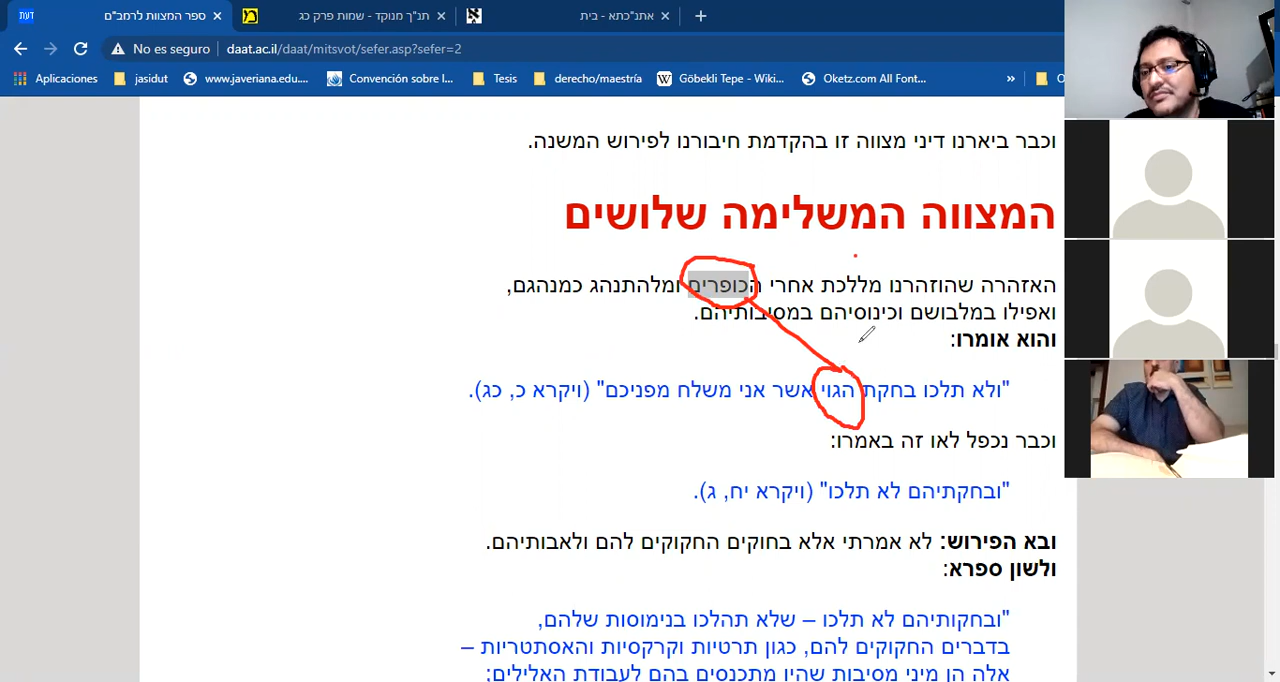 ספר המצוות לרמב"ם
תנ"ך מנוקד - שמות פרק כג
אתנ"כתא - בית
No es seguro
daat.ac.il/daat/mitsvot/sefer.asp?sefer=2
Aplicaciones
jasidut
www.javeriana.edu....
Convención sobre l...
Tesis
derecho/maestría
Göbekli Tepe - Wiki...
Oketz.com All Font...
»
וכבר ביארנו דיני מצווה זו בהקדמת חיבורנו לפירוש המשנה.
המצווה המשלימה שלושים
האזהרה שהוזהרנו מללכת אחרי הכופרים ומלהתנהג כמנהגם,
ואפילו במלבושם וכינוסיהם במסיבותיהם.
והוא אומרו:
"ולא תלכו בחקת הגוי אשר אני משלח מפניכם" (ויקרא כ, כג).
וכבר נכפל לאו זה באמרו:
"ובחקתיהם לא תלכו" (ויקרא יח, ג).
ובא הפירוש: לא אמרתי אלא בחוקים החקוקים להם ולאבותיהם.
ולשון ספרא:
"ובחקותיהם לא תלכו – שלא תהלכו בנימוסות שלהם,
בדברים החקוקים להם, כגון תרטיות וקרקסיות והאסתטריות –
אלה הן מיני מסיבות שהיו מתכנסים בהם לעבודת האלילים;